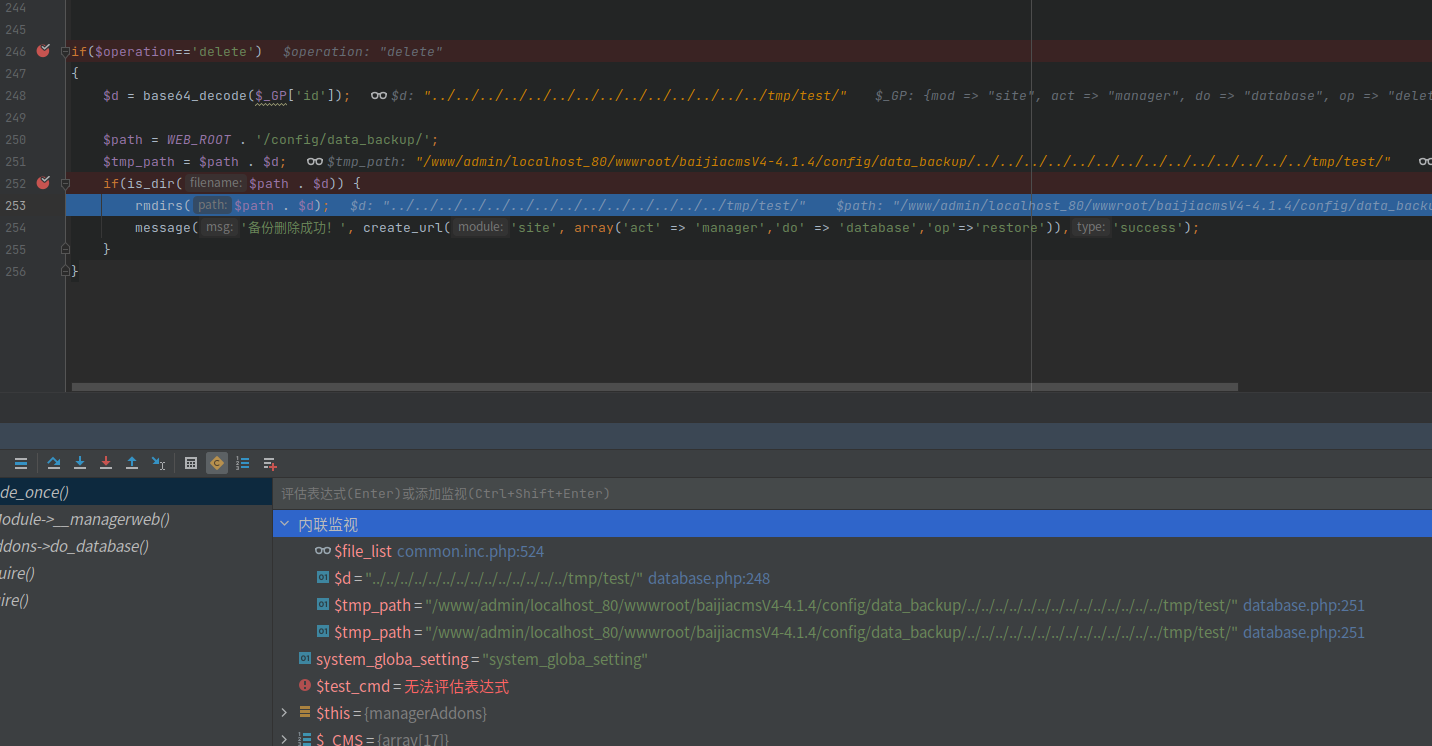 244
245
246 if($operation=='delete') $operation: "delete"
247 {
248 $d = base64_decode($_GP['id']); $d: "../../../../../../../../../../../../../../tmp/test/" $_GP: {mod => "site", act => "manager", do => "database", op => "delet
249
250 $path = WEB_ROOT . '/config/data_backup/';
251 $tmp_path = $path . $d; $tmp_path: "/www/admin/localhost_80/wwwroot/baijiacmsV4-4.1.4/config/data_backup/../../../../../../../../../../../../../../tmp/test/"
252 if(is_dir( filename: $path . $d)) {
253 rmdirs( path: $path . $d); $d: "../../../../../../../../../../../../../../tmp/test/" $path: "/www/admin/localhost_80/wwwroot/baijiacmsV4-4.1.4/config/data_backu
254 message( msg: '备份删除成功！', create_url( module: 'site', array('act' => 'manager','do' => 'database','op'=>'restore')), type: 'success');
255 }
256 }
de_once()
Module->__managerweb()
ddons->do_database()
uire()
ire()
评估表达式(Enter)或添加监视(Ctrl+Shift+Enter)
内联监视
$file_list common.inc.php:524
$d = "../../../../../../../../../../../../../../tmp/test/" database.php:248
$tmp_path = "/www/admin/localhost_80/wwwroot/baijiacmsV4-4.1.4/config/data_backup/../../../../../../../../../../../../../../tmp/test/" database.php:251
$tmp_path = "/www/admin/localhost_80/wwwroot/baijiacmsV4-4.1.4/config/data_backup/../../../../../../../../../../../../../../tmp/test/" database.php:251
system_globa_setting = "system_globa_setting"
$test_cmd = 无法评估表达式
$this = {managerAddons}
$_CMS = {array[17]}